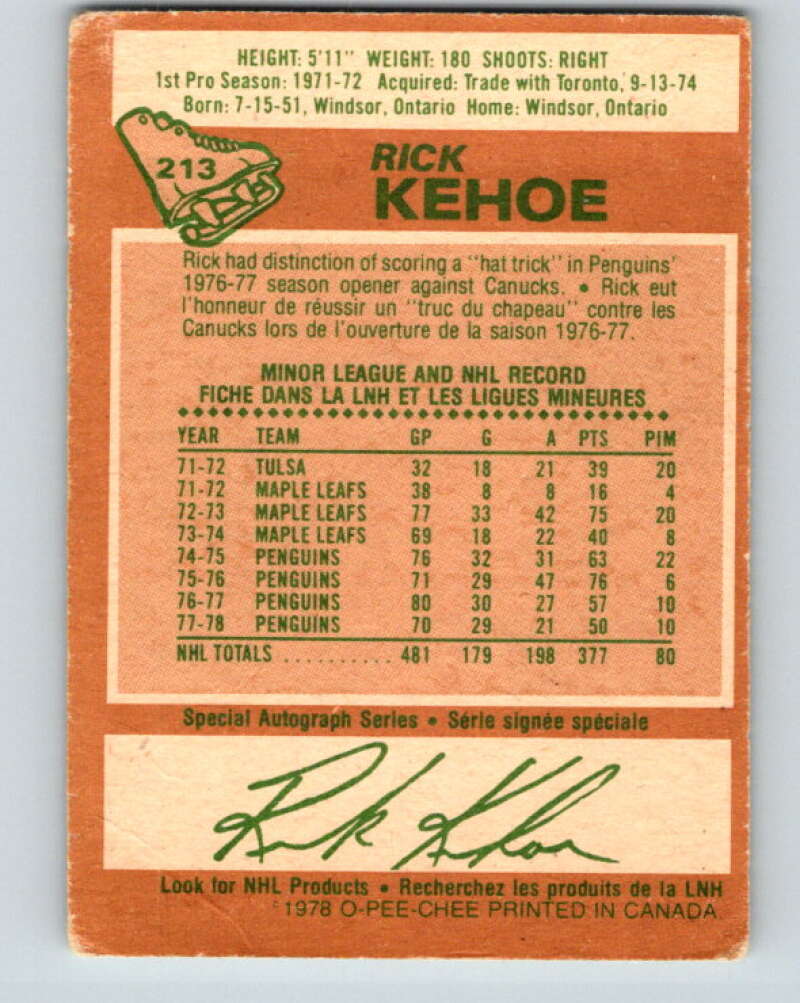 HEIGHT: 5'11" WEIGHT: 180 SHOOTS: RIGHT
1st Pro Season: 1971-72 Acquired: Trade with Toronto, 9-13-74
Born: 7-15-51, Windsor, Ontario Home: Windsor, Ontario
213
RICK
KEHOE
Rick had distinction of scoring a "hat trick" in Penguins'
1976-77 season opener against Canucks. • Rick eut
l'honneur de réussir un "truc du chapeau" contre les
Canucks lors de l'ouverture de la saison 1976-77.
MINOR LEAGUE AND NHL RECORD
FICHE DANS LA LNH ET LES LIGUES MINEURES
YEAR TEAM GP G A PTS PIM
71-72 TULSA 32 18 21 39 20
71-72 MAPLE LEAFS 38 8 8 16 4
72-73 MAPLE LEAFS 77 33 42 75 20
73-74 MAPLE LEAFS 69 18 22 40 8
74-75 PENGUINS 76 32 31 63 22
75-76 PENGUINS 71 29 47 76 6
76-77 PENGUINS 80 30 27 57 10
77-78 PENGUINS 70 29 21 50 10
NHL TOTALS .......... 481 179 198 377 80
Special Autograph Series • Série signée spéciale
Rick Kehoe
Look for NHL Products • Recherchez les produits de la LNH
©1978 O-PEE-CHEE PRINTED IN CANADA